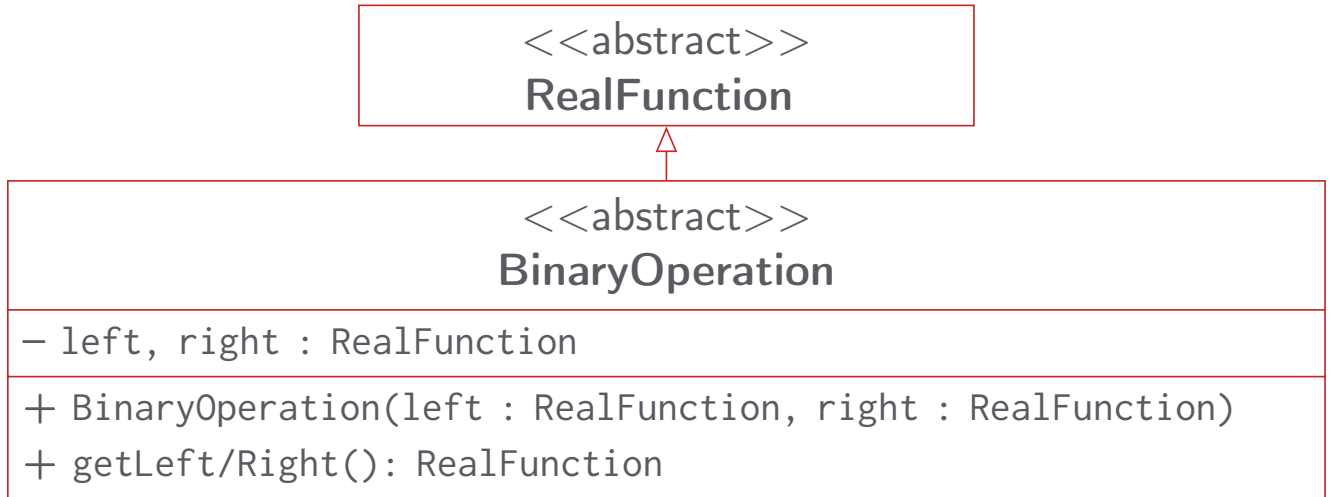 <<abstract>>
RealFunction
<<abstract>>
BinaryOperation
− left, right : RealFunction
+ BinaryOperation(left : RealFunction, right : RealFunction)
+ getLeft/Right(): RealFunction